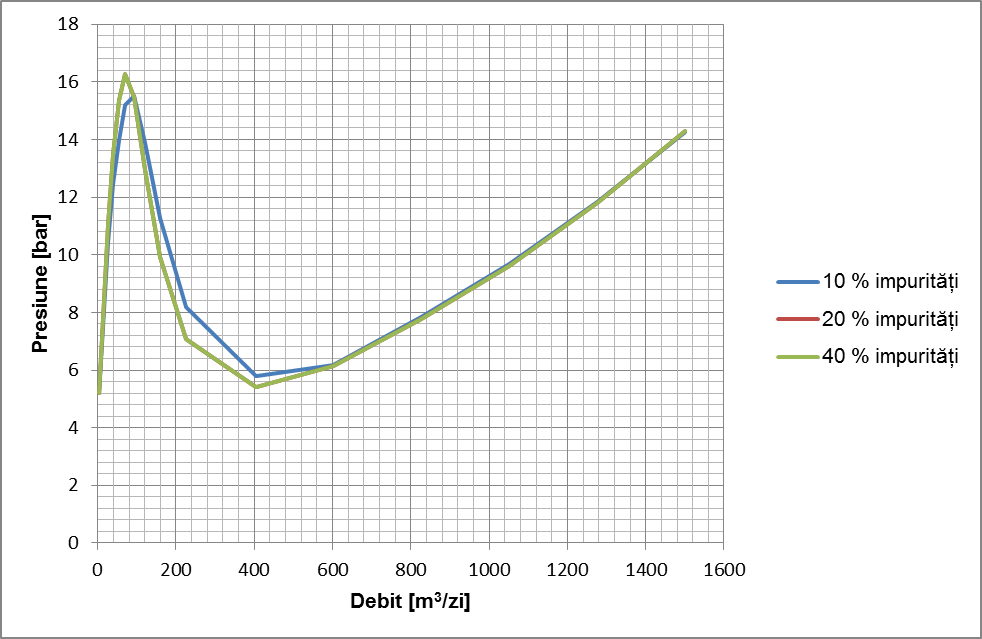 18
16
14
12
10
8
6
4
2
0
Presiune [bar]
0 200 400 600 800 1000 1200 1400 1600
Debit [m³/zi]
10 % impurități
20 % impurități
40 % impurități